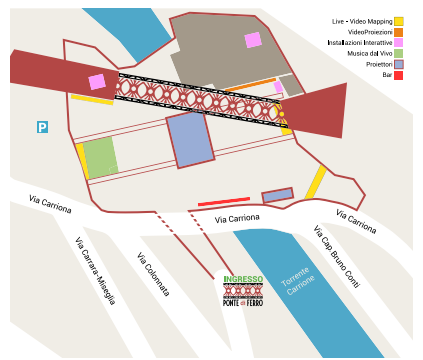 Live - Video Mapping
VideoProiezioni
Installazioni Interattive
Musica dal Vivo
Proiettori
Bar
P
Via Carriona
Via Carriona
Via Carriona
Via Carrara-Miseglia
Via Colonnata
Via Cap Bruno Conti
Torrente
Carrione
INGRESSO
PONTE di FERRO